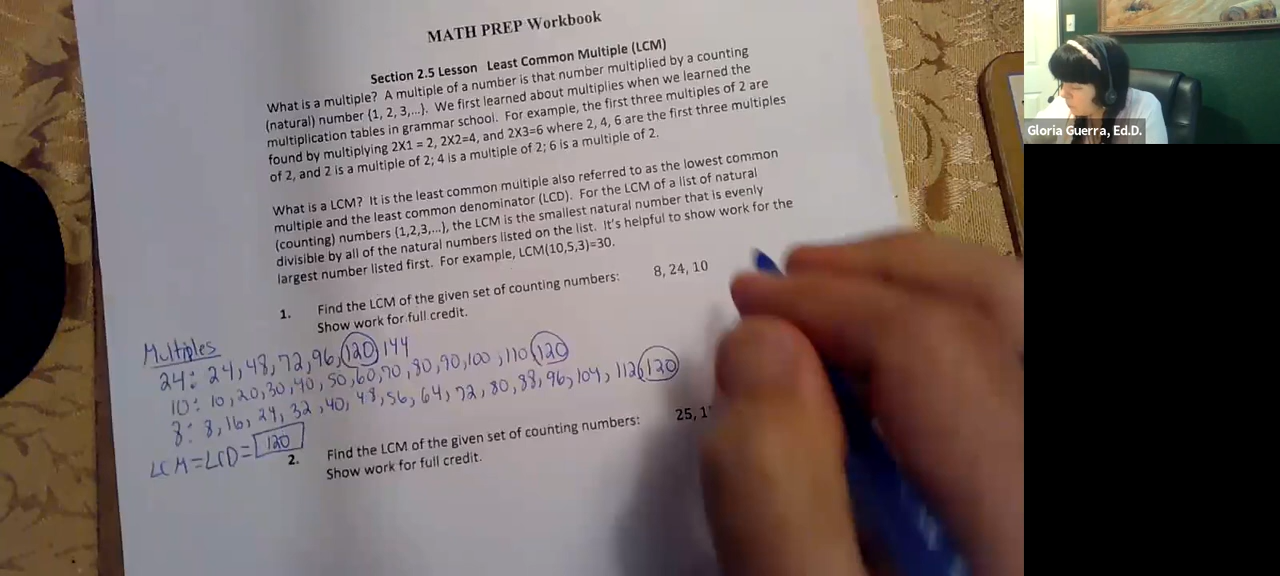 MATH PREP Workbook
Section 2.5 Lesson Least Common Multiple (LCM)
What is a multiple? A multiple of a number is that number multiplied by a counting
(natural) number {1, 2, 3,...}. We first learned about multiplies when we learned the
multiplication tables in grammar school. For example, the first three multiples of 2 are
found by multiplying 2X1 = 2, 2X2=4, and 2X3=6 where 2, 4, 6 are the first three multiples
of 2, and 2 is a multiple of 2; 4 is a multiple of 2; 6 is a multiple of 2.
What is a LCM? It is the least common multiple also referred to as the lowest common
multiple and the least common denominator (LCD). For the LCM of a list of natural
(counting) numbers {1,2,3,...}, the LCM is the smallest natural number that is evenly
divisible by all of the natural numbers listed on the list. It's helpful to show work for the
largest number listed first. For example, LCM(10,5,3)=30.
1. Find the LCM of the given set of counting numbers: 8, 24, 10
Show work for full credit.
Multiples
24: 24, 48, 72, 96, 120, 144
10: 10, 20, 30, 40, 50, 60, 70, 80, 90, 100, 110, 120
8: 8, 16, 24, 32, 40, 48, 56, 64, 72, 80, 88, 96, 104, 112, 120
LCM = LCD = 120
2. Find the LCM of the given set of counting numbers: 25,
Show work for full credit.
Gloria Guerra, Ed.D.